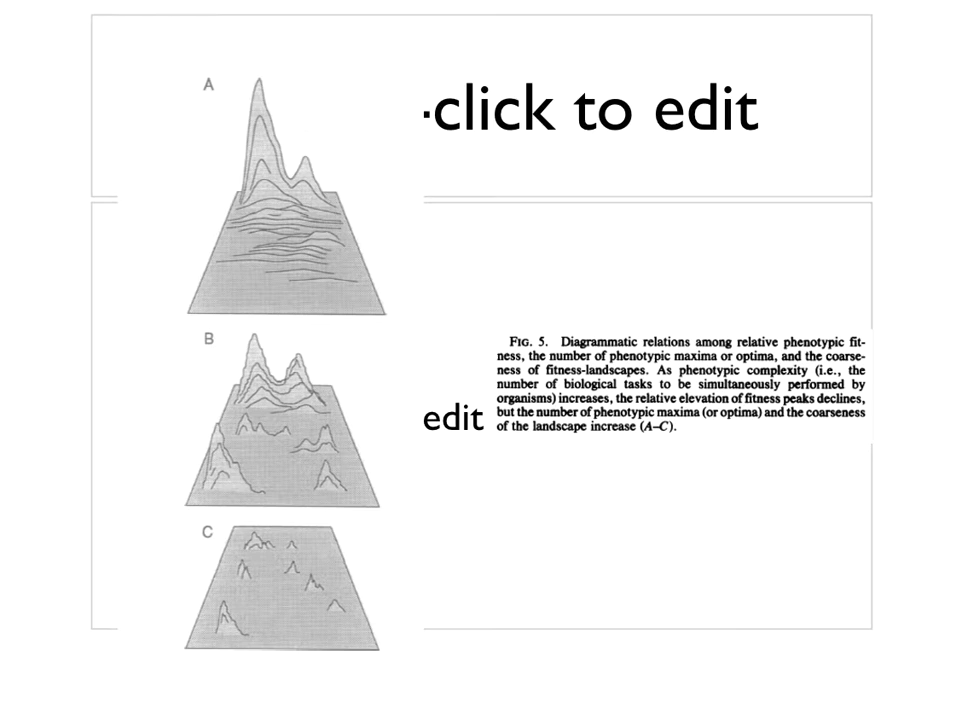 A
·click to edit
B
FIG. 5. Diagrammatic relations among relative phenotypic fit-
ness, the number of phenotypic maxima or optima, and the coarse-
ness of fitness-landscapes. As phenotypic complexity (i.e., the
number of biological tasks to be simultaneously performed by
organisms) increases, the relative elevation of fitness peaks declines,
but the number of phenotypic maxima (or optima) and the coarseness
of the landscape increase (A–C).
edit
C